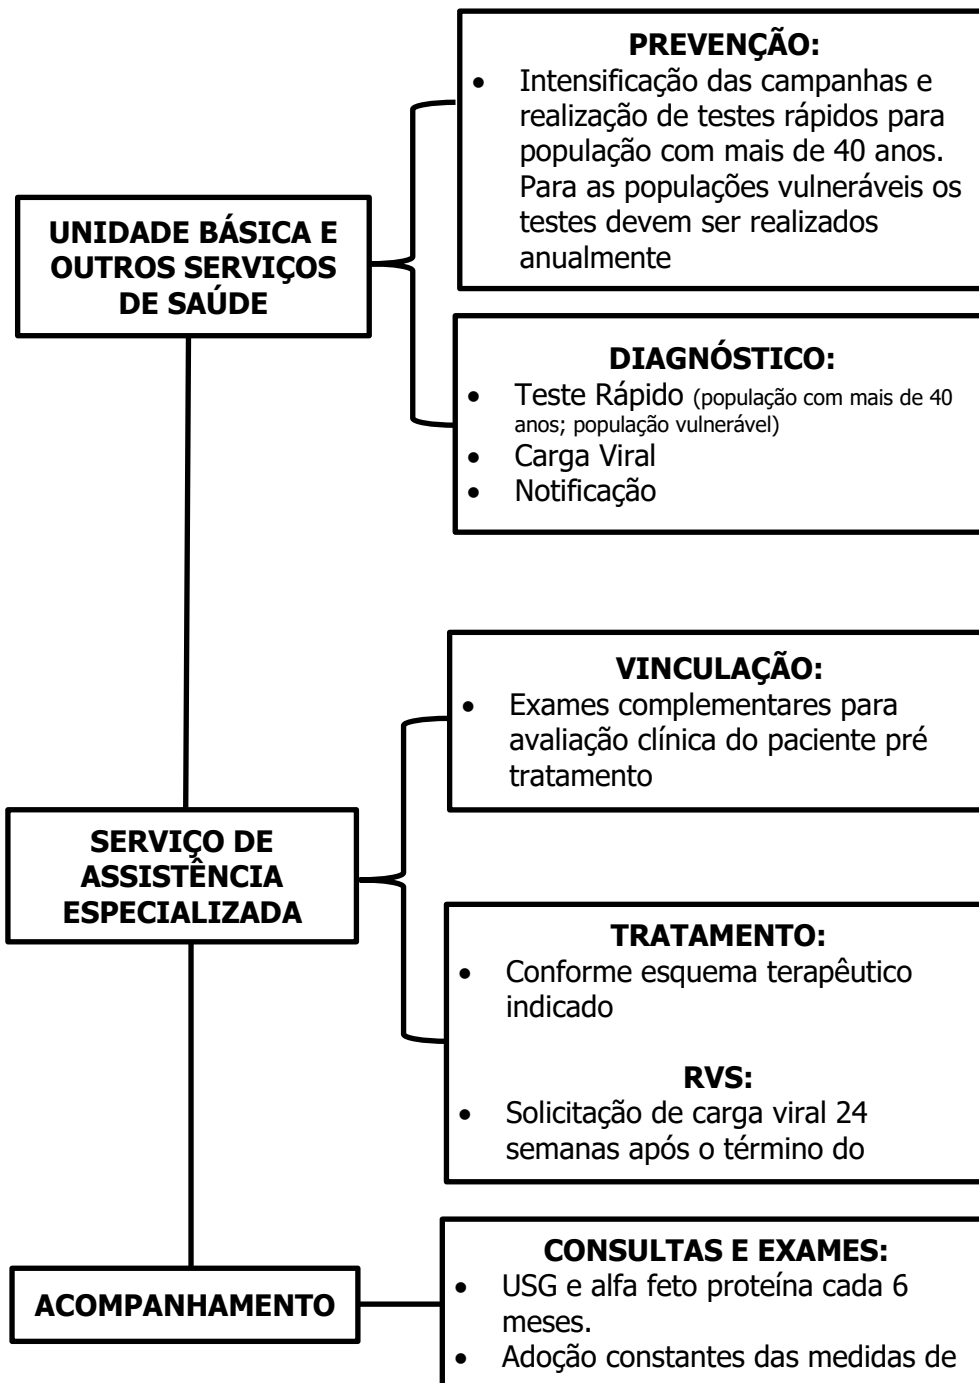 PREVENÇÃO:
• Intensificação das campanhas e
realização de testes rápidos para
população com mais de 40 anos.
Para as populações vulneráveis os
testes devem ser realizados
anualmente
UNIDADE BÁSICA E
OUTROS SERVIÇOS
DE SAÚDE
DIAGNÓSTICO:
• Teste Rápido (população com mais de 40
anos; população vulnerável)
• Carga Viral
• Notificação
VINCULAÇÃO:
• Exames complementares para
avaliação clínica do paciente pré
tratamento
SERVIÇO DE
ASSISTÊNCIA
ESPECIALIZADA
TRATAMENTO:
• Conforme esquema terapêutico
indicado
RVS:
• Solicitação de carga viral 24
semanas após o término do
ACOMPANHAMENTO
CONSULTAS E EXAMES:
• USG e alfa feto proteína cada 6
meses.
• Adoção constantes das medidas de